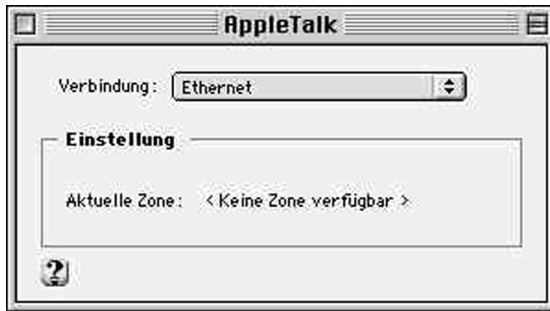 AppleTalk
Verbindung: Ethernet
Einstellung
Aktuelle Zone: < Keine Zone verfügbar >
?